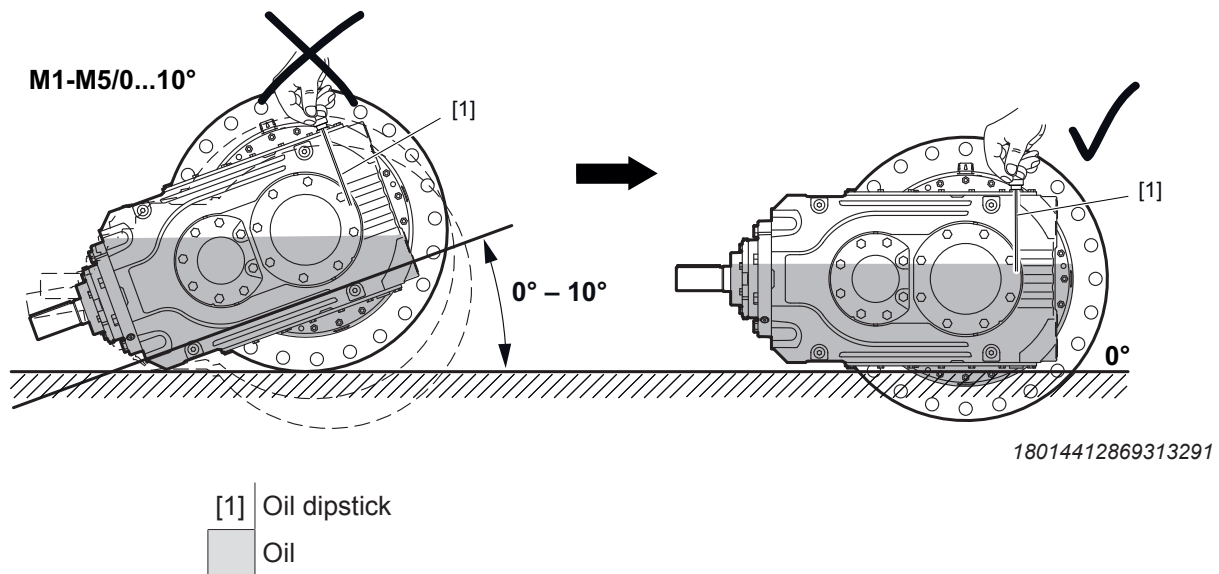 M1-M5/0...10°
[1]
[1]
0° – 10°
0°
18014412869313291
[1] Oil dipstick
Oil